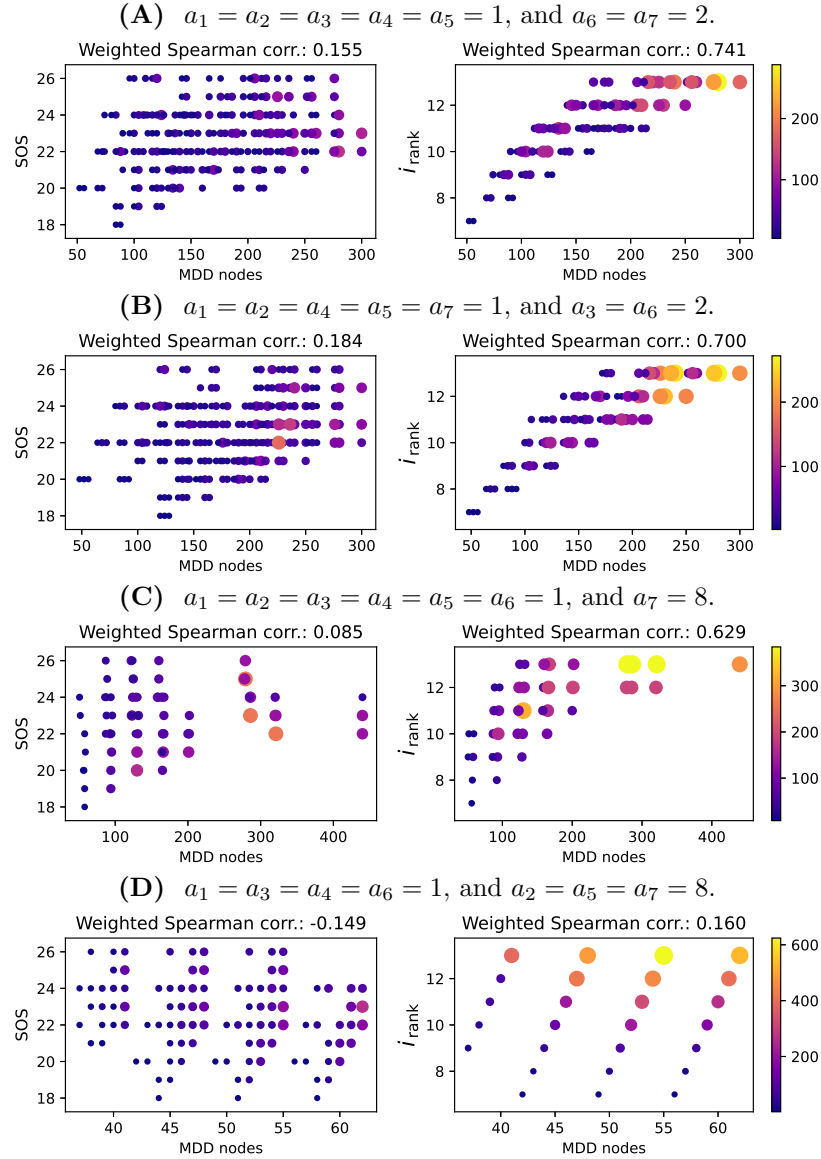 (A) a1 = a2 = a3 = a4 = a5 = 1, and a6 = a7 = 2.
Weighted Spearman corr.: 0.155
26
24
22
20
18
SOS
50 100 150 200 250 300
MDD nodes
Weighted Spearman corr.: 0.741
12
10
8
i rank
50 100 150 200 250 300
MDD nodes
200
100
(B) a1 = a2 = a4 = a5 = a7 = 1, and a3 = a6 = 2.
Weighted Spearman corr.: 0.184
26
24
22
20
18
SOS
50 100 150 200 250 300
MDD nodes
Weighted Spearman corr.: 0.700
12
10
8
i rank
50 100 150 200 250 300
MDD nodes
200
100
(C) a1 = a2 = a3 = a4 = a5 = a6 = 1, and a7 = 8.
Weighted Spearman corr.: 0.085
26
24
22
20
18
SOS
100 200 300 400
MDD nodes
Weighted Spearman corr.: 0.629
12
10
8
i rank
100 200 300 400
MDD nodes
300
200
100
(D) a1 = a3 = a4 = a6 = 1, and a2 = a5 = a7 = 8.
Weighted Spearman corr.: -0.149
26
24
22
20
18
SOS
40 45 50 55 60
MDD nodes
Weighted Spearman corr.: 0.160
12
10
8
i rank
40 45 50 55 60
MDD nodes
600
400
200